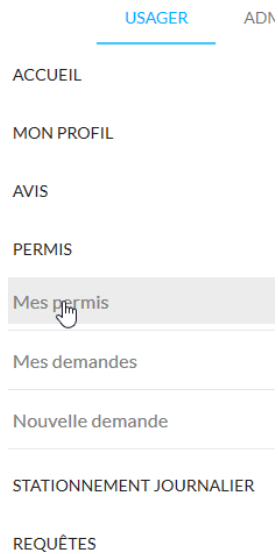 USAGER ADM
ACCUEIL
MON PROFIL
AVIS
PERMIS
Mes permis
Mes demandes
Nouvelle demande
STATIONNEMENT JOURNALIER
REQUÊTES